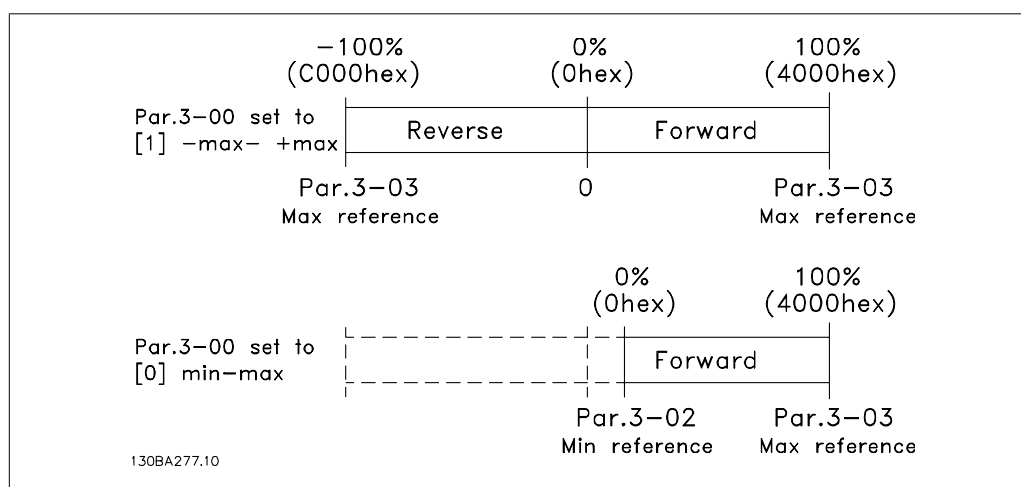 -100% 0% 100%
(C000hex) (0hex) (4000hex)
Par.3-00 set to
[1] -max- +max
Reverse Forward
Par.3-03 0 Par.3-03
Max reference Max reference
0% 100%
(0hex) (4000hex)
Par.3-00 set to
[0] min-max
Forward
Par.3-02 Par.3-03
Min reference Max reference
130BA277.10